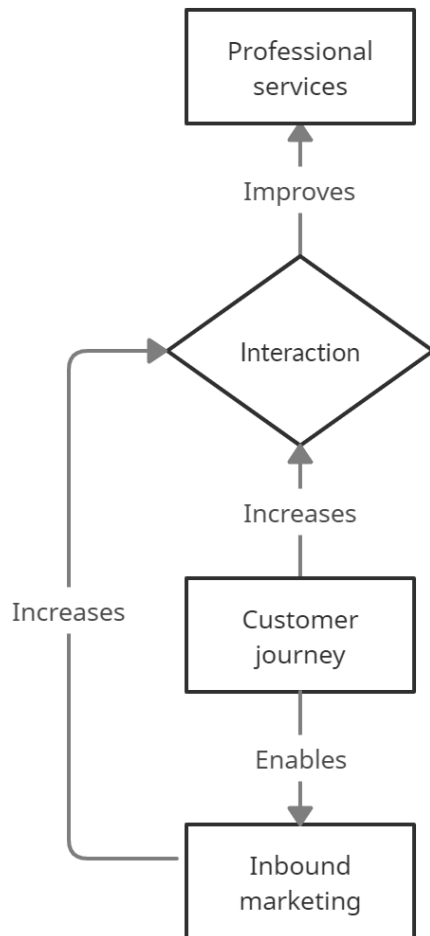 Professional
services
Improves
Interaction
Increases
Increases
Customer
journey
Enables
Inbound
marketing